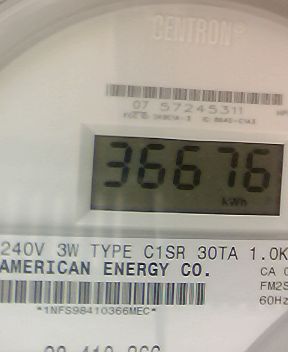 CENTRON®
07 57245311
36676
kWh
240V 3W TYPE C1SR 30TA 1.0K
AMERICAN ENERGY CO.
CA
FM2S
60Hz
*1NFS98410366MEC*